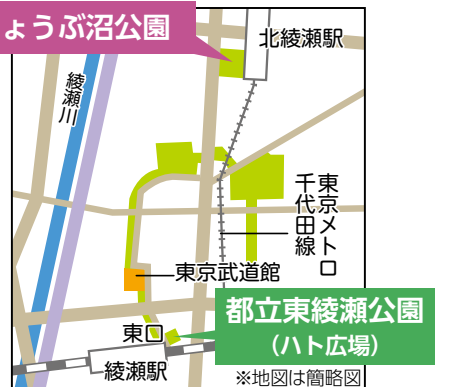 ょうぶ沼公園
北綾瀬駅
綾瀬川
東京メトロ
千代田線
東京武道館
都立東綾瀬公園
（ハト広場）
東口
綾瀬駅
※地図は簡略図